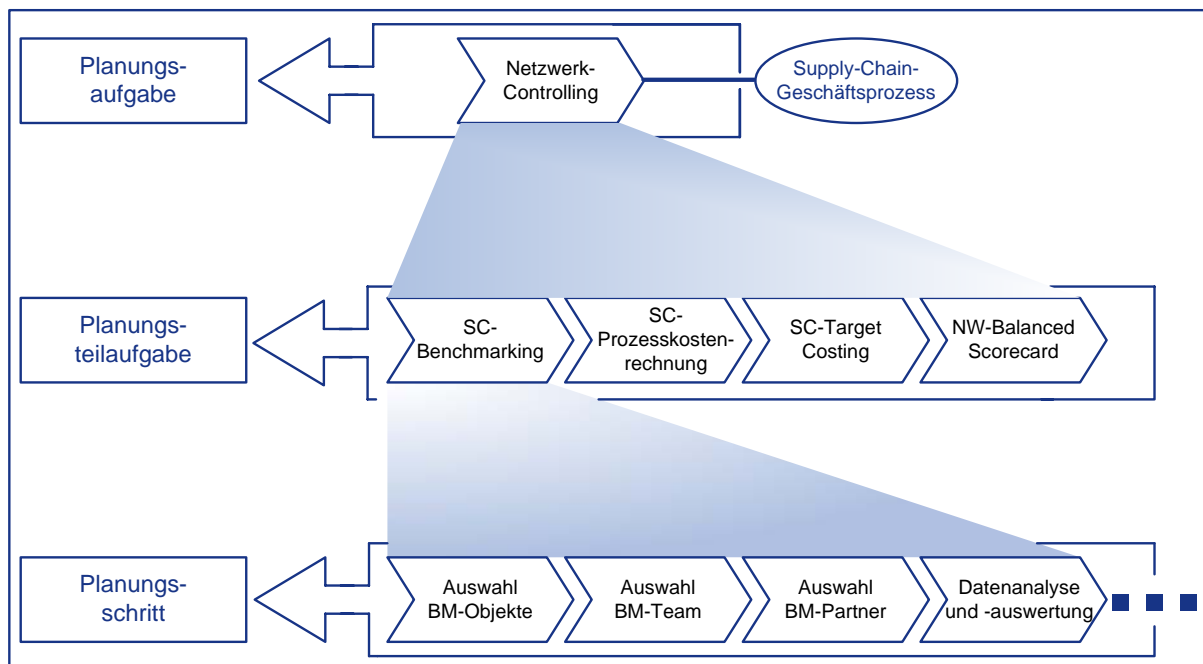 Planungs-
aufgabe
Netzwerk-
Controlling
Supply-Chain-
Geschäftsprozess
Planungs-
teilaufgabe
SC-
Benchmarking
SC-
Prozesskosten-
rechnung
SC-Target
Costing
NW-Balanced
Scorecard
Planungs-
schritt
Auswahl
BM-Objekte
Auswahl
BM-Team
Auswahl
BM-Partner
Datenanalyse
und -auswertung